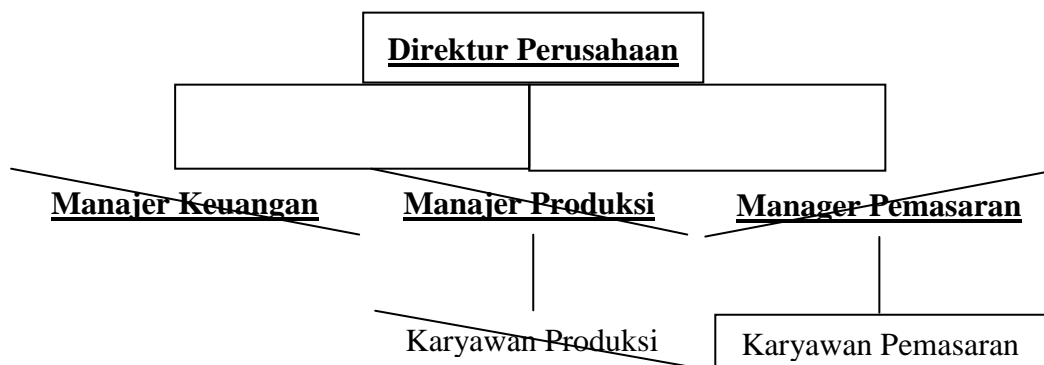 Direktur Perusahaan
Manajer Keuangan
Manajer Produksi
Manager Pemasaran
Karyawan Produksi
Karyawan Pemasaran